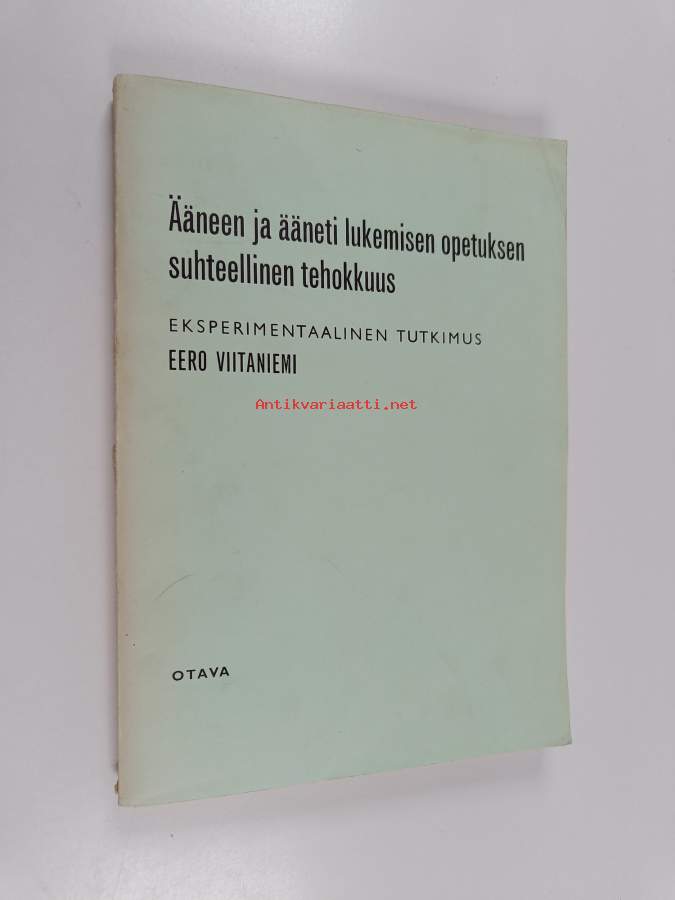 Ääneen ja ääneti lukemisen opetuksen
suhteellinen tehokkuus
EKSPERIMENTAALINEN TUTKIMUS
EERO VIITANIEMI
Antikvariaatti.net
OTAVA